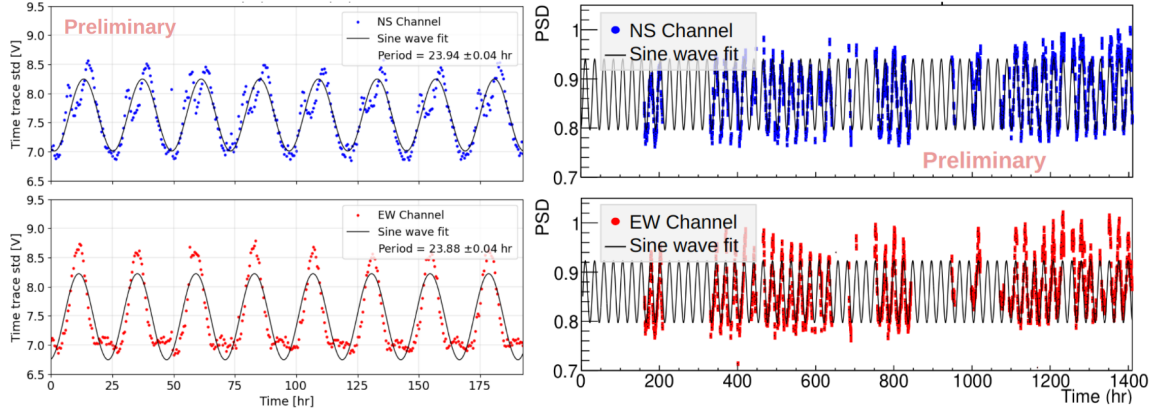 9.5
9.0
8.5
8.0
7.5
7.0
6.5
Time trace std [V]
Preliminary
NS Channel
Sine wave fit
Period = 23.94 ±0.04 hr
9.5
9.0
8.5
8.0
7.5
7.0
6.5
Time trace std [V]
EW Channel
Sine wave fit
Period = 23.88 ±0.04 hr
0 25 50 75 100 125 150 175
Time [hr]
PSD
1
0.9
0.8
0.7
NS Channel
Sine wave fit
Preliminary
PSD
1
0.9
0.8
0.7
EW Channel
Sine wave fit
0 200 400 600 800 1000 1200 1400
Time (hr)